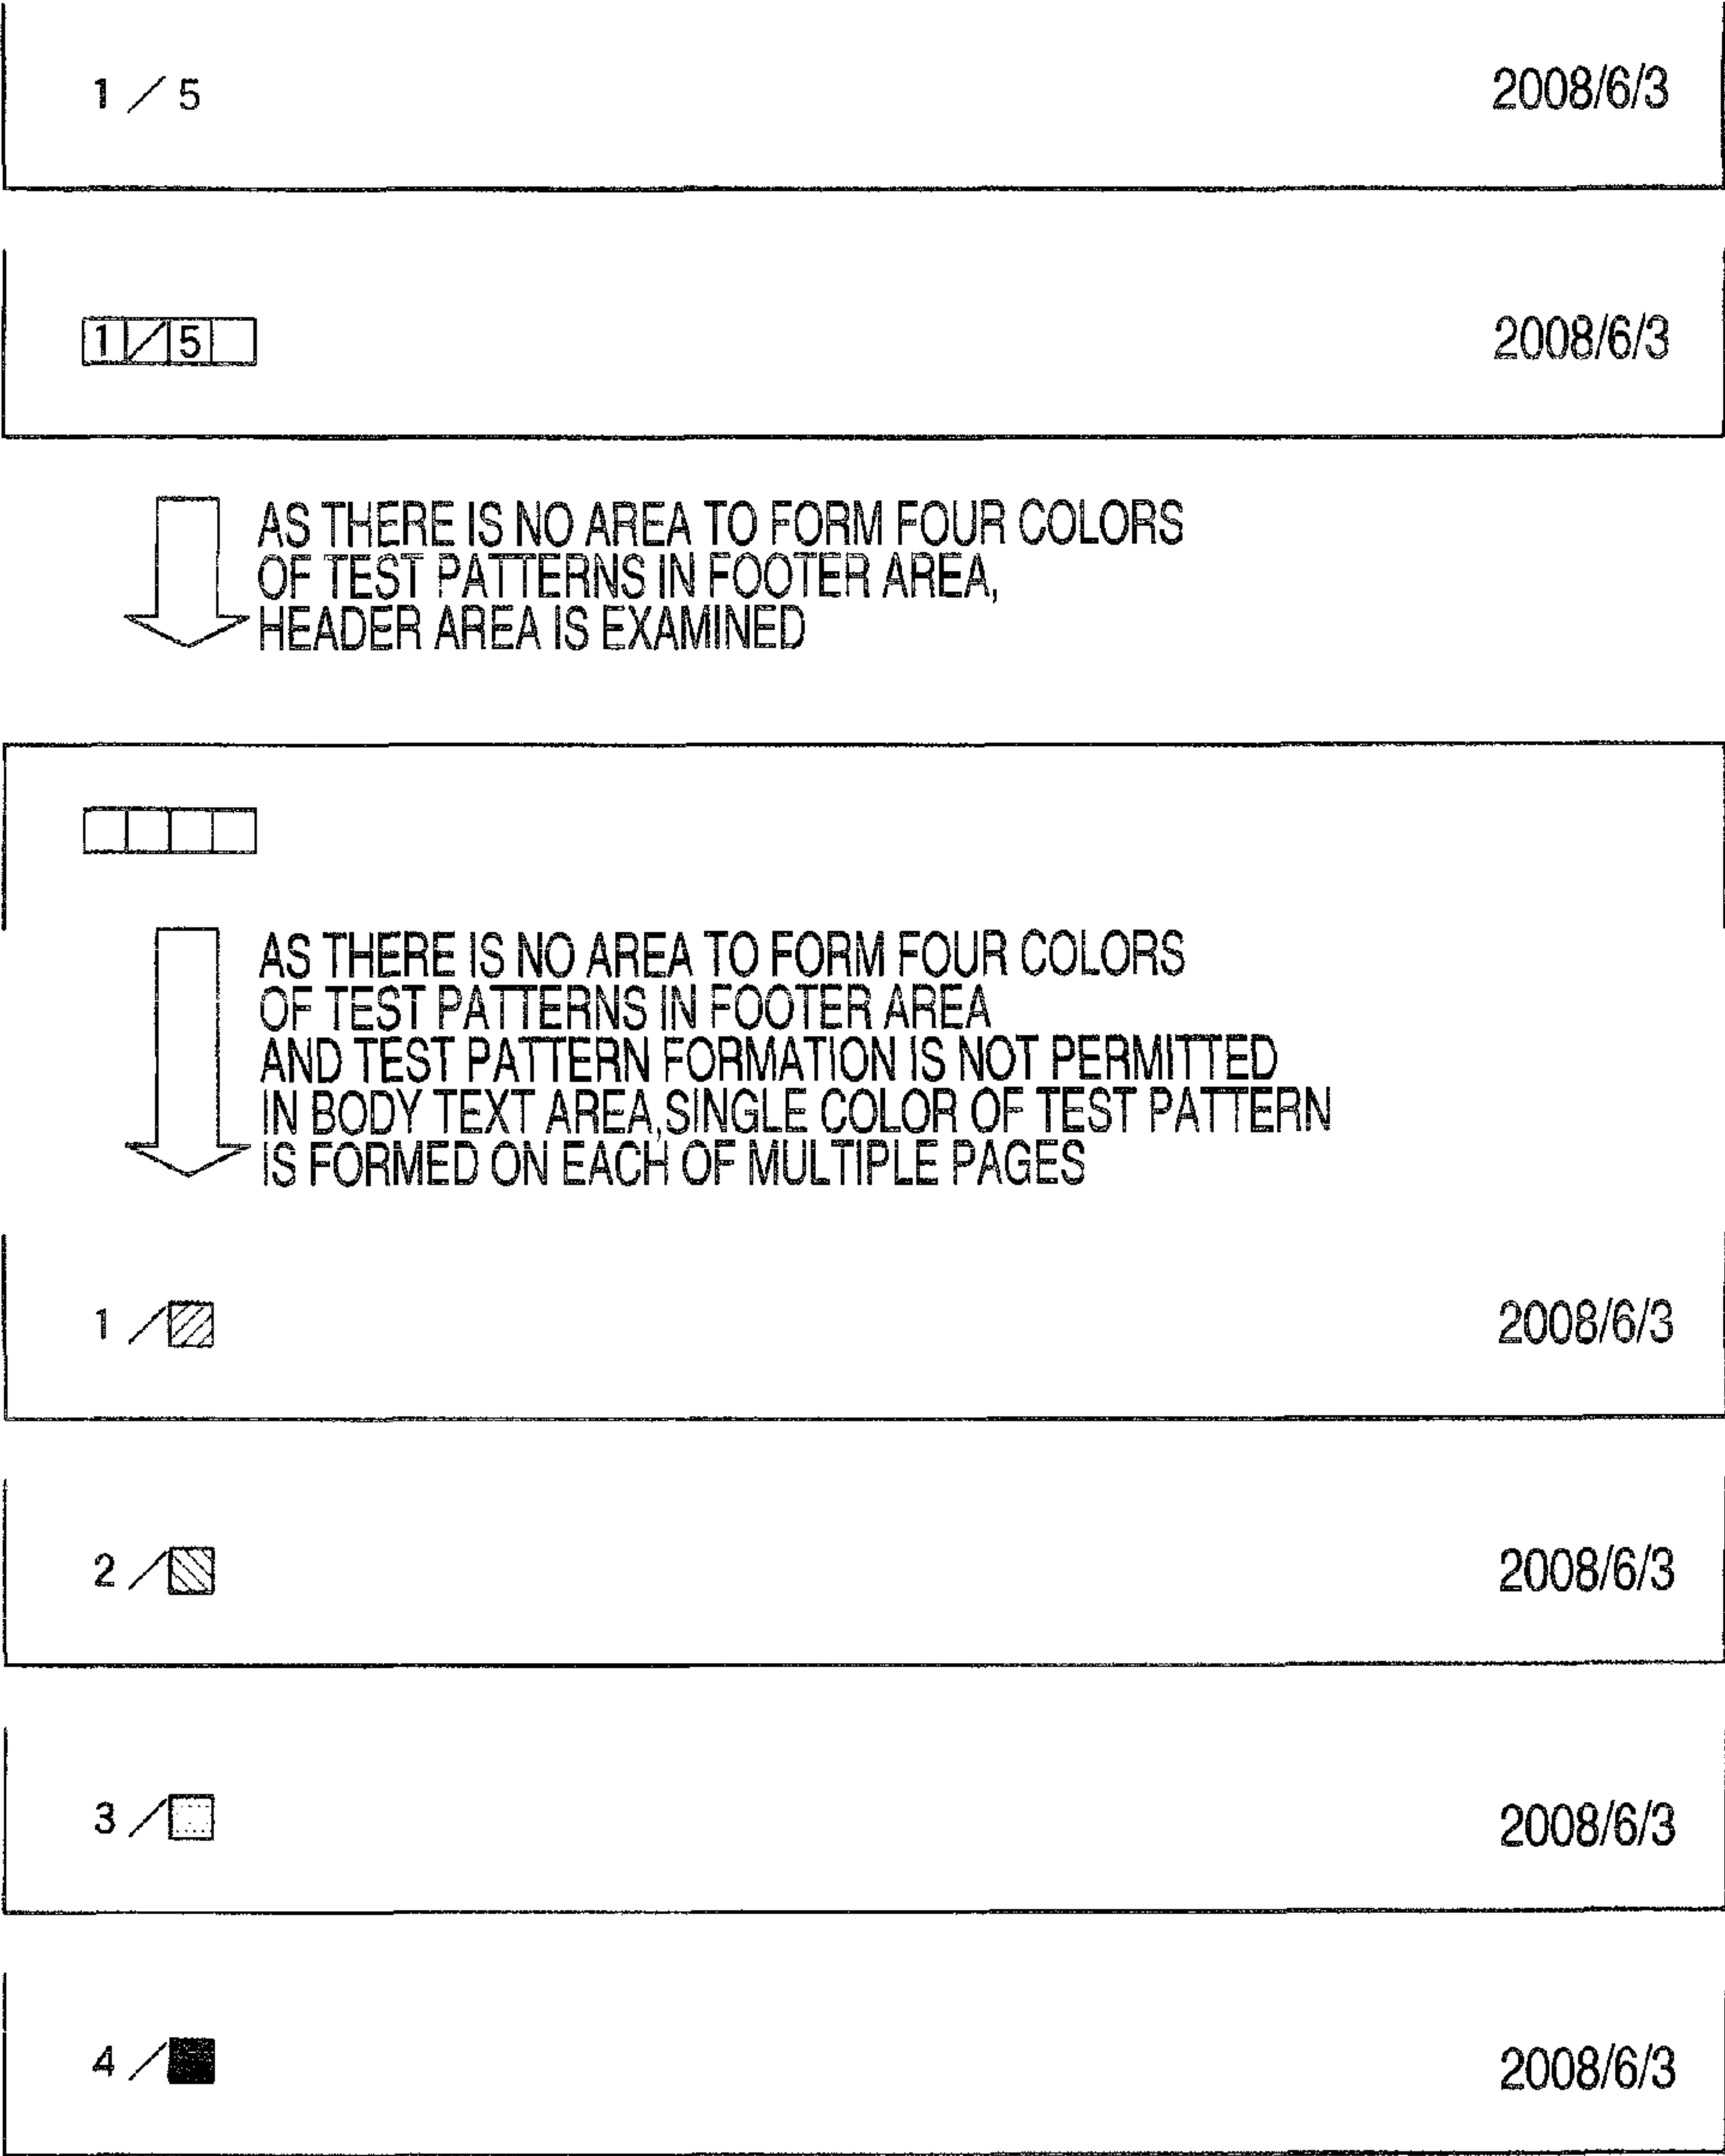 1 / 5 2008/6/3
1 / 5 2008/6/3
AS THERE IS NO AREA TO FORM FOUR COLORS
OF TEST PATTERNS IN FOOTER AREA,
HEADER AREA IS EXAMINED
AS THERE IS NO AREA TO FORM FOUR COLORS
OF TEST PATTERNS IN FOOTER AREA
AND TEST PATTERN FORMATION IS NOT PERMITTED
IN BODY TEXT AREA,SINGLE COLOR OF TEST PATTERN
IS FORMED ON EACH OF MULTIPLE PAGES
1 / 2008/6/3
2 / 2008/6/3
3 / 2008/6/3
4 / 2008/6/3